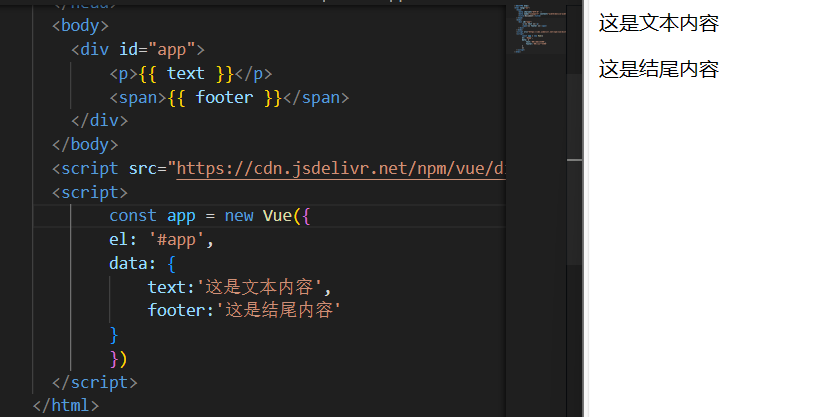 <body>
<div id="app">
<p>{{ text }}</p>
<span>{{ footer }}</span>
</div>
</body>
<script src="https://cdn.jsdelivr.net/npm/vue/d
<script>
const app = new Vue({
el: '#app',
data: {
text:'这是文本内容',
footer:'这是结尾内容'
}
})
</script>
</html>
这是文本内容
这是结尾内容